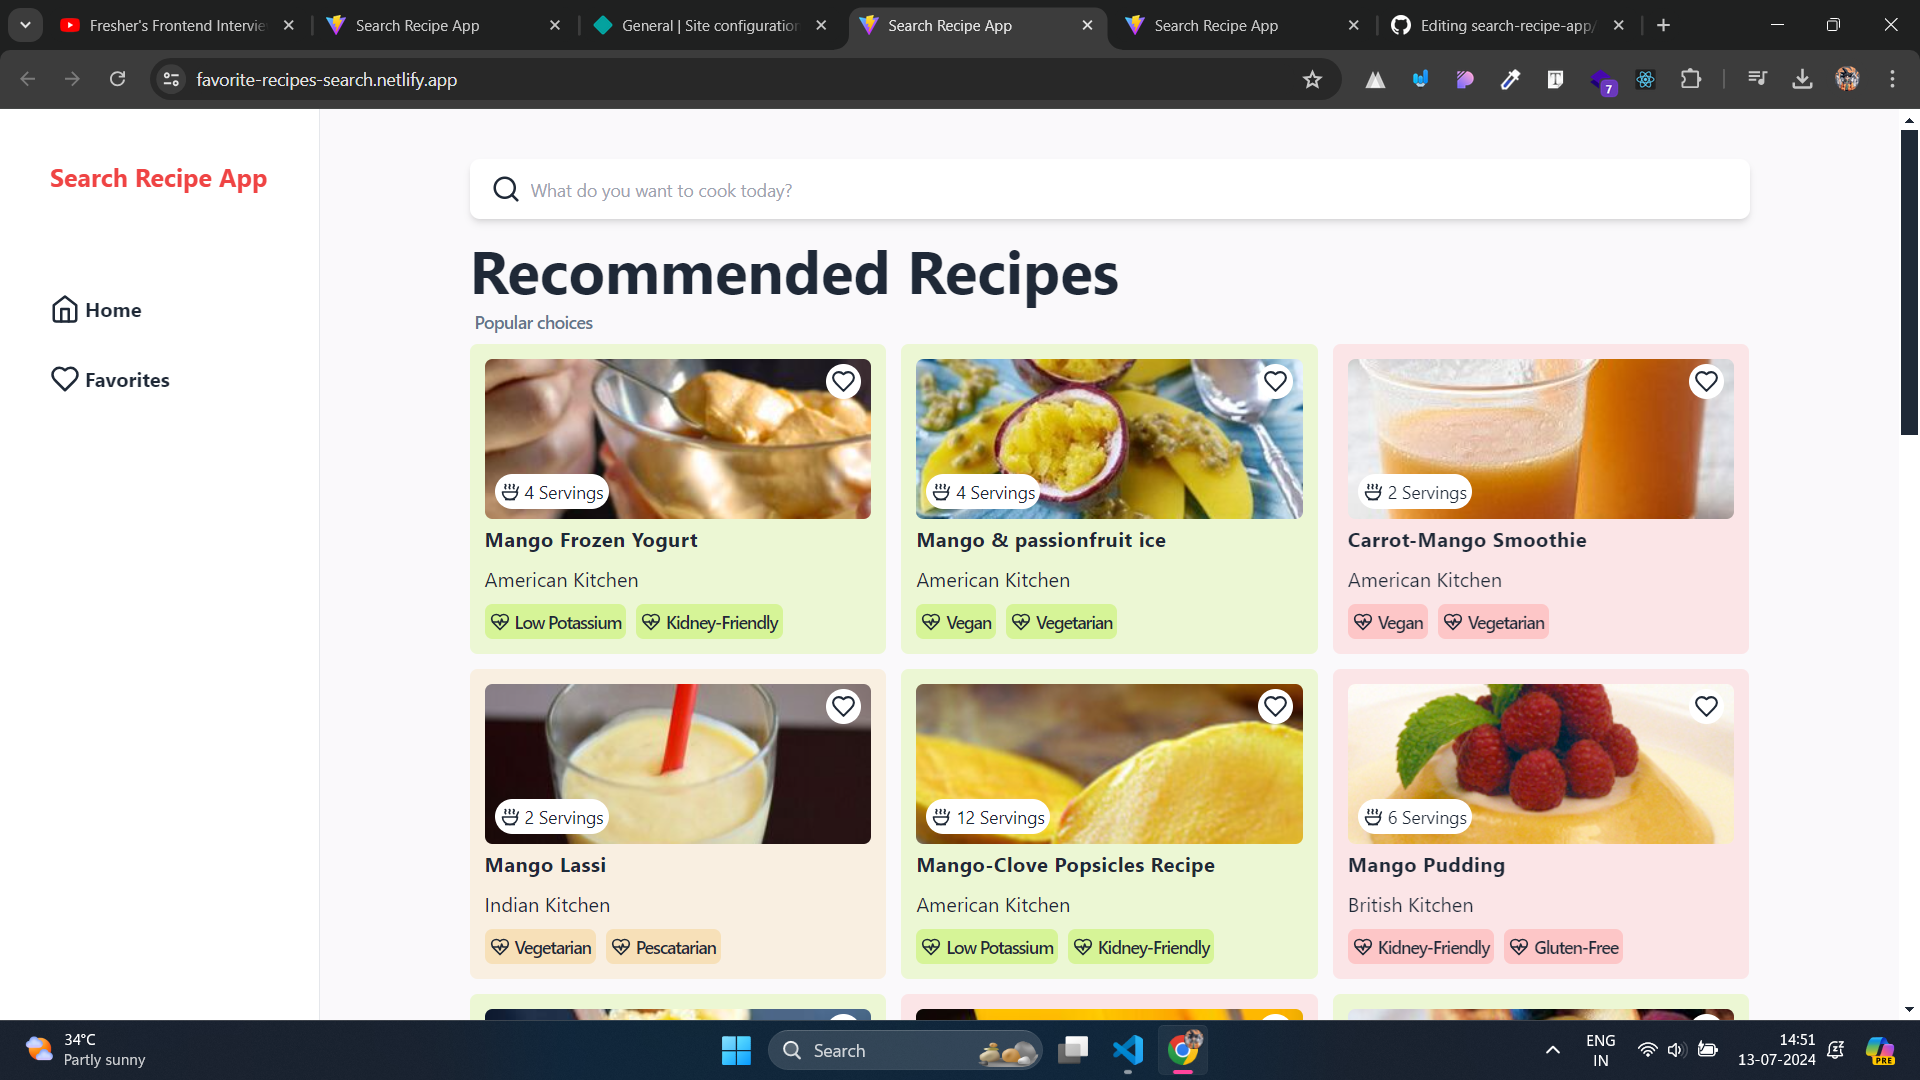 Fresher's Frontend Intervie
Search Recipe App
General | Site configuration
Search Recipe App
Search Recipe App
Editing search-recipe-app/
favorite-recipes-search.netlify.app
7
Search Recipe App
Home
Favorites
What do you want to cook today?
Recommended Recipes
Popular choices
4 Servings
4 Servings
2 Servings
Mango Frozen Yogurt
Mango & passionfruit ice
Carrot-Mango Smoothie
American Kitchen
American Kitchen
American Kitchen
Low Potassium
Kidney-Friendly
Vegan
Vegetarian
Vegan
Vegetarian
2 Servings
12 Servings
6 Servings
Mango Lassi
Mango-Clove Popsicles Recipe
Mango Pudding
Indian Kitchen
American Kitchen
British Kitchen
Vegetarian
Pescatarian
Low Potassium
Kidney-Friendly
Kidney-Friendly
Gluten-Free
34°C
Partly sunny
Search
ENG
IN
14:51
13-07-2024
PRE